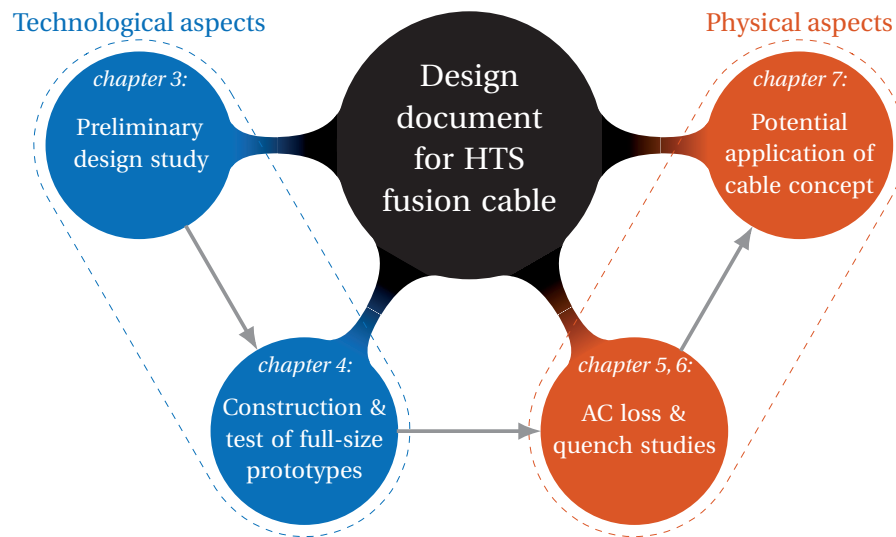 Technological aspects
Physical aspects
Design
document
for HTS
fusion cable
chapter 3:
Preliminary
design study
chapter 7:
Potential
application of
cable concept
chapter 4:
Construction &
test of full-size
prototypes
chapter 5, 6:
AC loss &
quench studies